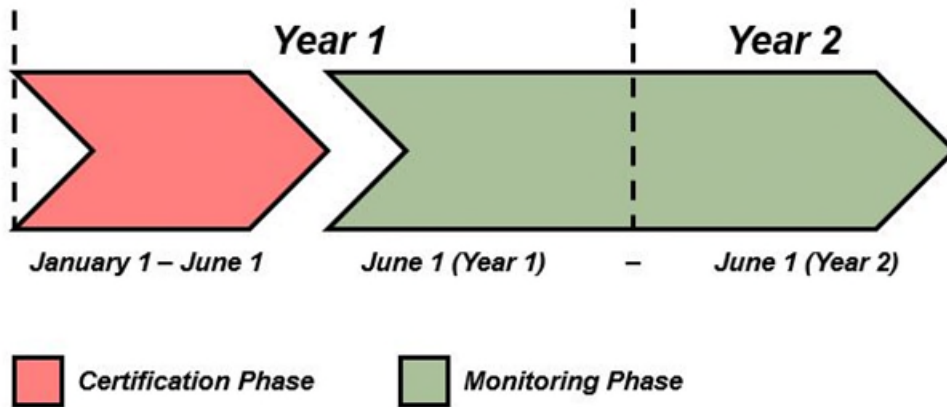 Year 1 Year 2
January 1 – June 1 June 1 (Year 1) – June 1 (Year 2)
Certification Phase Monitoring Phase